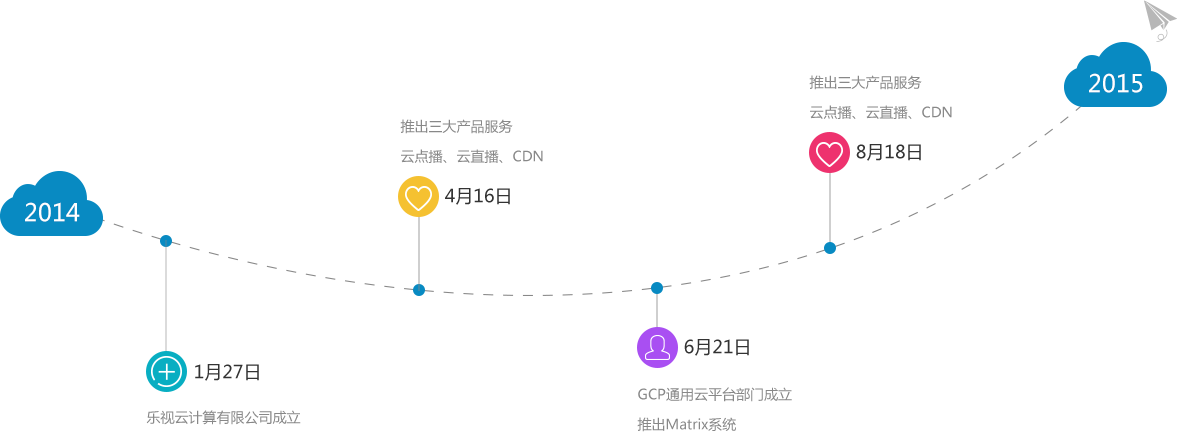 2014
1月27日
乐视云计算有限公司成立
推出三大产品服务
云点播、云直播、CDN
4月16日
6月21日
GCP通用云平台部门成立
推出Matrix系统
推出三大产品服务
云点播、云直播、CDN
8月18日
2015